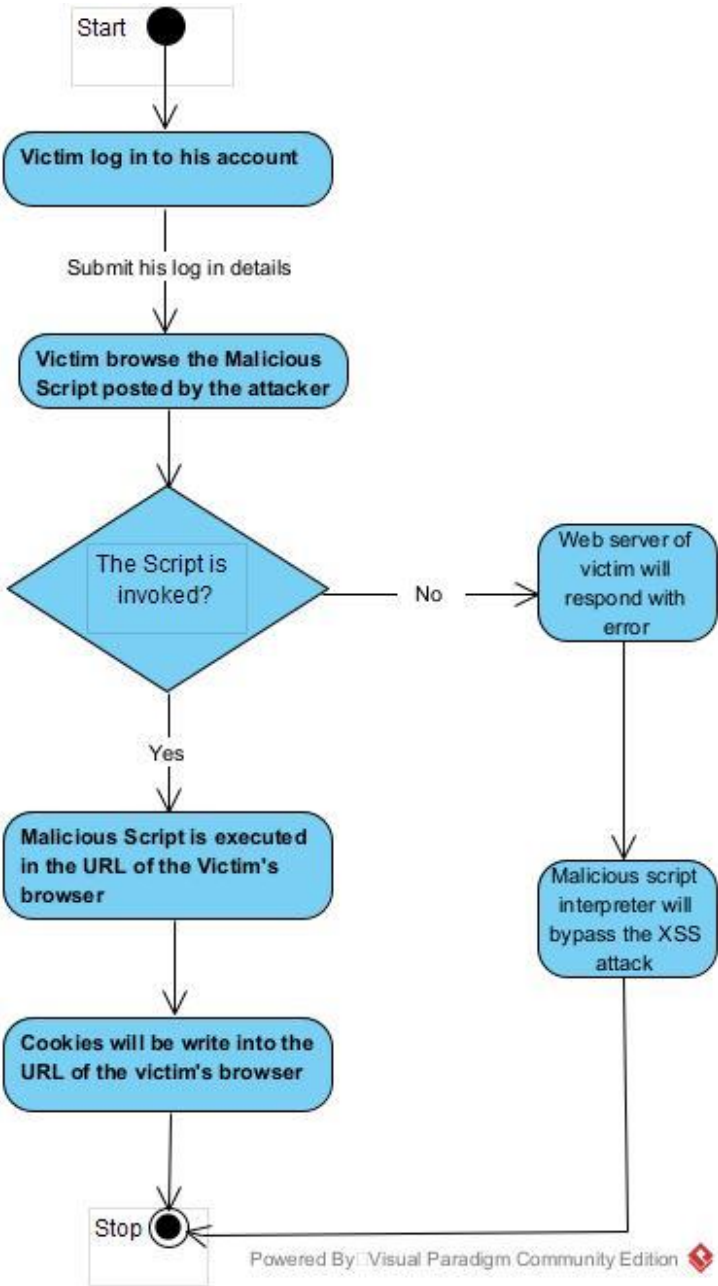 Start
Victim log in to his account
Submit his log in details
Victim browse the Malicious
Script posted by the attacker
The Script is
invoked?
No
Web server of
victim will
respond with
error
Yes
Malicious Script is executed
in the URL of the Victim's
browser
Malicious script
interpreter will
bypass the XSS
attack
Cookies will be write into the
URL of the victim's browser
Stop
Powered By Visual Paradigm Community Edition